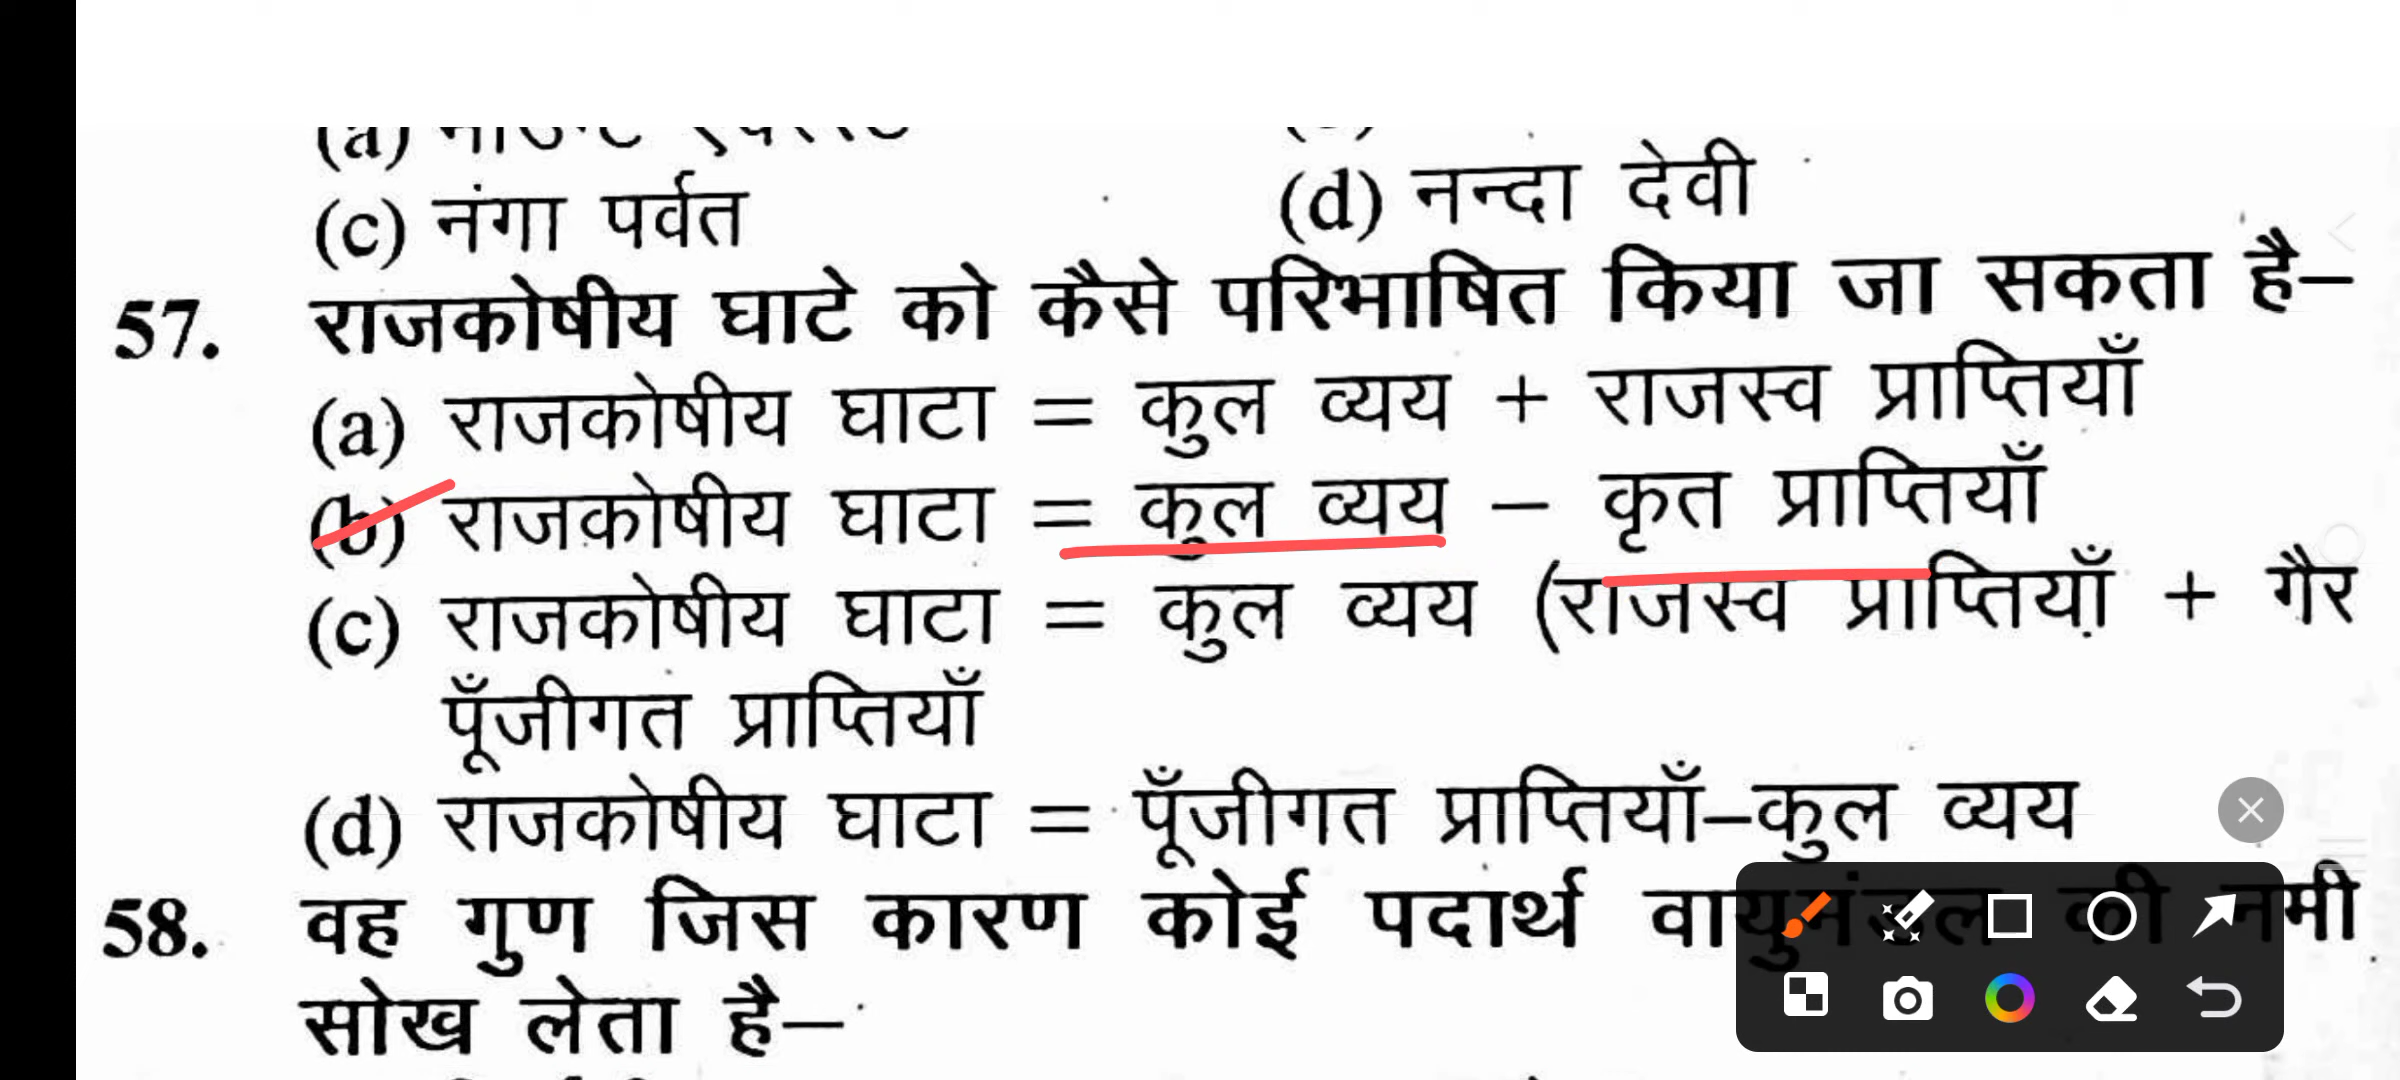 (c) नंगा पर्वत (d) नन्दा देवी
57. राजकोषीय घाटे को कैसे परिभाषित किया जा सकता है–
(a) राजकोषीय घाटा = कुल व्यय + राजस्व प्राप्तियाँ
(b) राजकोषीय घाटा = कुल व्यय – कृत प्राप्तियाँ
(c) राजकोषीय घाटा = कुल व्यय (राजस्व प्राप्तियाँ + गैर
पूँजीगत प्राप्तियाँ
(d) राजकोषीय घाटा = पूँजीगत प्राप्तियाँ–कुल व्यय
58. वह गुण जिस कारण कोई पदार्थ वायुमंडल की नमी
सोख लेता है–